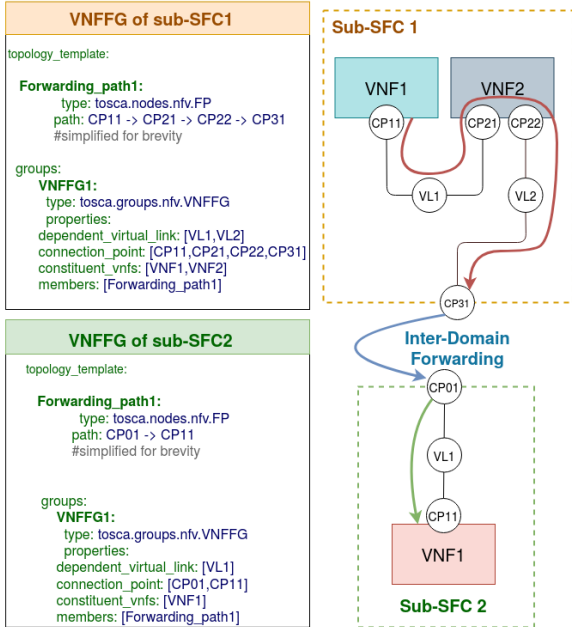 VNFFG of sub-SFC1
topology_template:
Forwarding_path1:
type: tosca.nodes.nfv.FP
path: CP11 -> CP21 -> CP22 -> CP31
#simplified for brevity
groups:
VNFFG1:
type: tosca.groups.nfv.VNFFG
properties:
dependent_virtual_link: [VL1,VL2]
connection_point: [CP11,CP21,CP22,CP31]
constituent_vnfs: [VNF1,VNF2]
members: [Forwarding_path1]
VNFFG of sub-SFC2
topology_template:
Forwarding_path1:
type: tosca.nodes.nfv.FP
path: CP01 -> CP11
#simplified for brevity
groups:
VNFFG1:
type: tosca.groups.nfv.VNFFG
properties:
dependent_virtual_link: [VL1]
connection_point: [CP01,CP11]
constituent_vnfs: [VNF1]
members: [Forwarding_path1]
Sub-SFC 1
VNF1
VNF2
CP11
CP21
CP22
VL1
VL2
CP31
Inter-Domain
Forwarding
CP01
VL1
CP11
VNF1
Sub-SFC 2